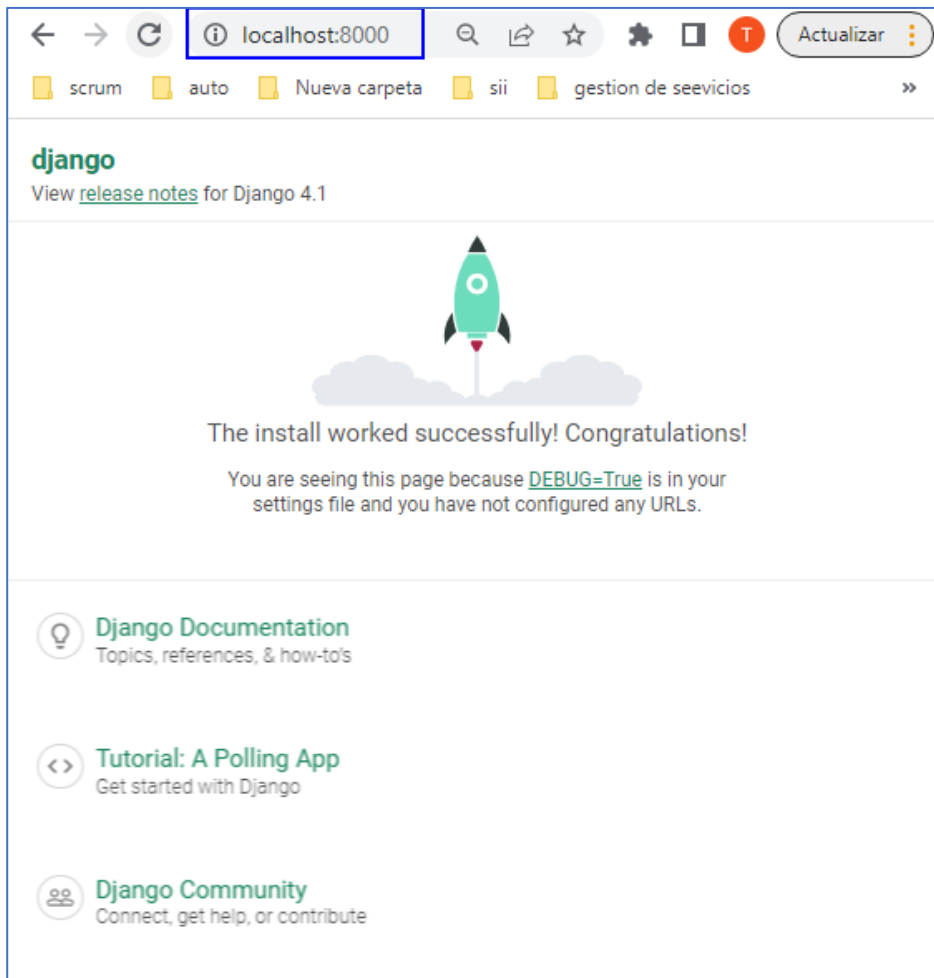 localhost:8000
T
Actualizar
scrum
auto
Nueva carpeta
sii
gestion de seevicios
»
django
View release notes for Django 4.1
The install worked successfully! Congratulations!
You are seeing this page because DEBUG=True is in your
settings file and you have not configured any URLs.
Django Documentation
Topics, references, & how-to's
Tutorial: A Polling App
Get started with Django
Django Community
Connect, get help, or contribute